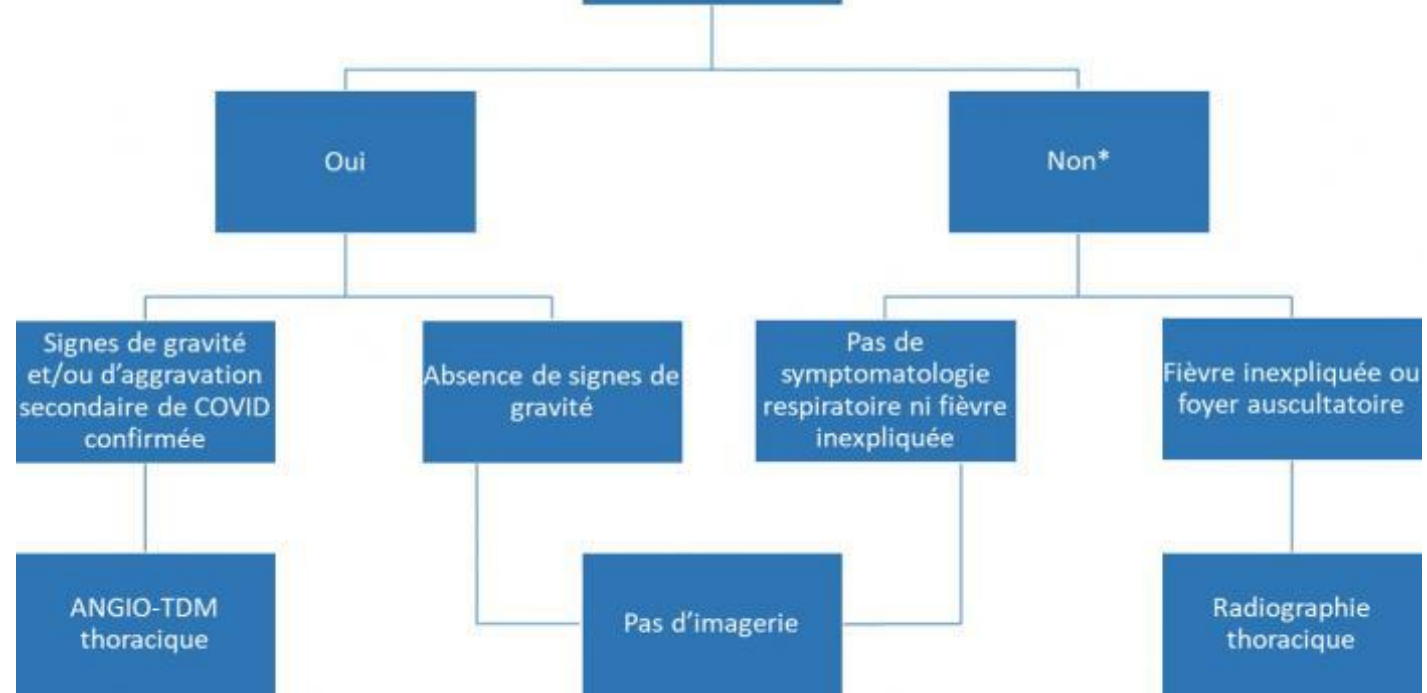 Oui
Non*
Signes de gravité
et/ou d'aggravation
secondaire de COVID
confirmée
Absence de signes de
gravité
Pas de
symptomatologie
respiratoire ni fièvre
inexpliquée
Fièvre inexpliquée ou
foyer auscultatoire
ANGIO-TDM
thoracique
Pas d'imagerie
Radiographie
thoracique